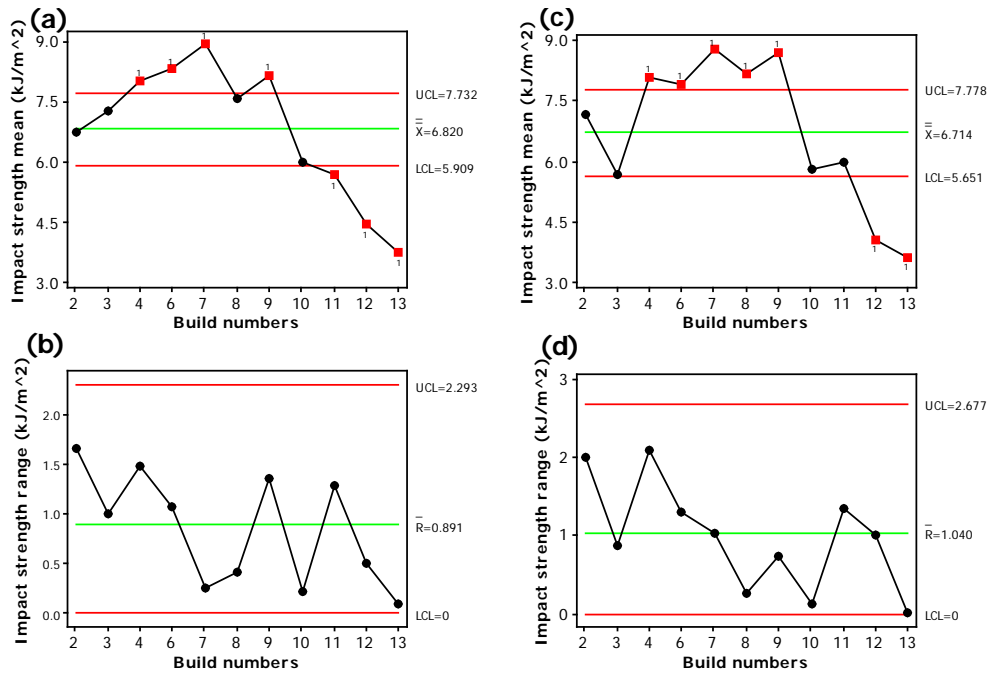 (a)
Impact strength mean (kJ/m^2)
9.0
7.5
6.0
4.5
3.0
1
1
1
1
1
1
1
UCL=7.732
X=6.820
LCL=5.909
2 3 4 6 7 8 9 10 11 12 13
Build numbers
(c)
Impact strength mean (kJ/m^2)
9.0
7.5
6.0
4.5
3.0
1
1
1
1
1
1
1
UCL=7.778
X=6.714
LCL=5.651
2 3 4 6 7 8 9 10 11 12 13
Build numbers
(b)
Impact strength range (kJ/m^2)
2.0
1.5
1.0
0.5
0.0
UCL=2.293
R=0.891
LCL=0
2 3 4 6 7 8 9 10 11 12 13
Build numbers
(d)
Impact strength range (kJ/m^2)
3
2
1
0
UCL=2.677
R=1.040
LCL=0
2 3 4 6 7 8 9 10 11 12 13
Build numbers